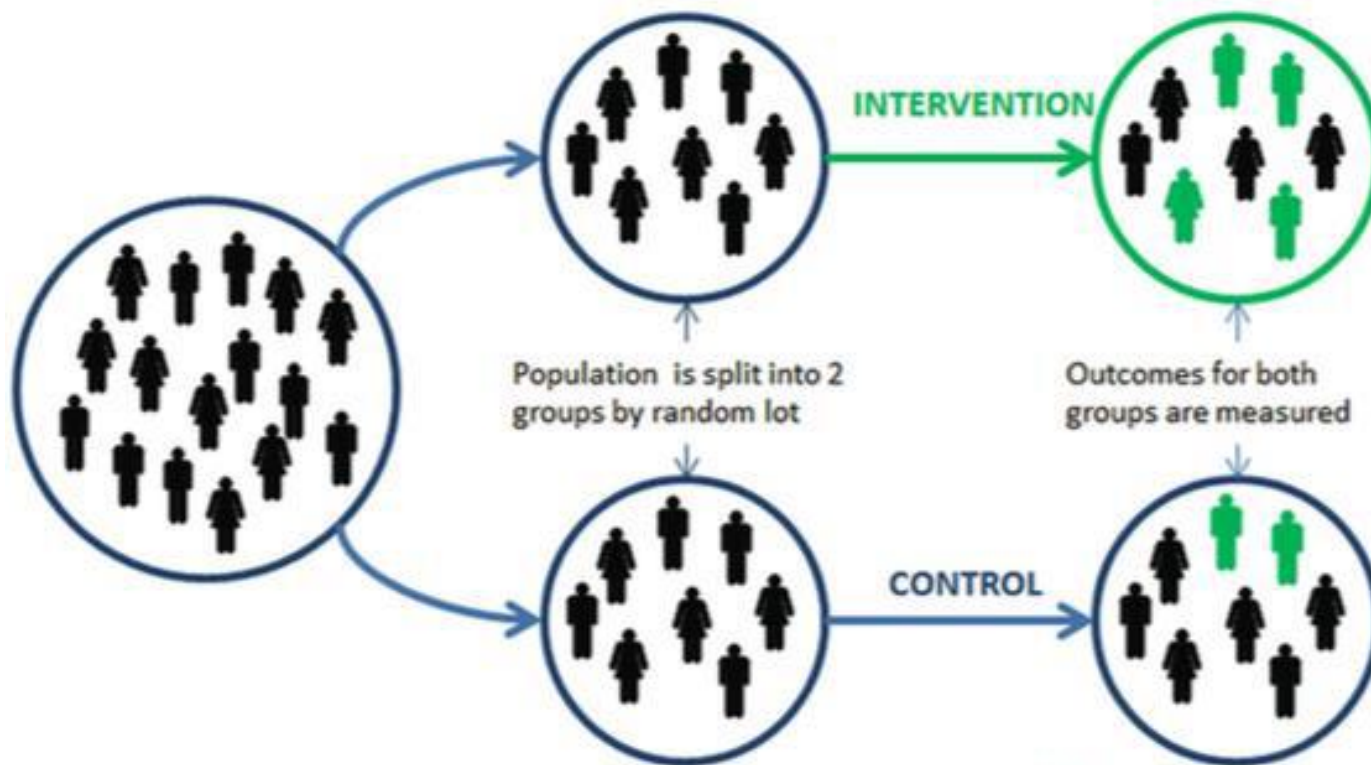 INTERVENTION
Population is split into 2
groups by random lot
Outcomes for both
groups are measured
CONTROL